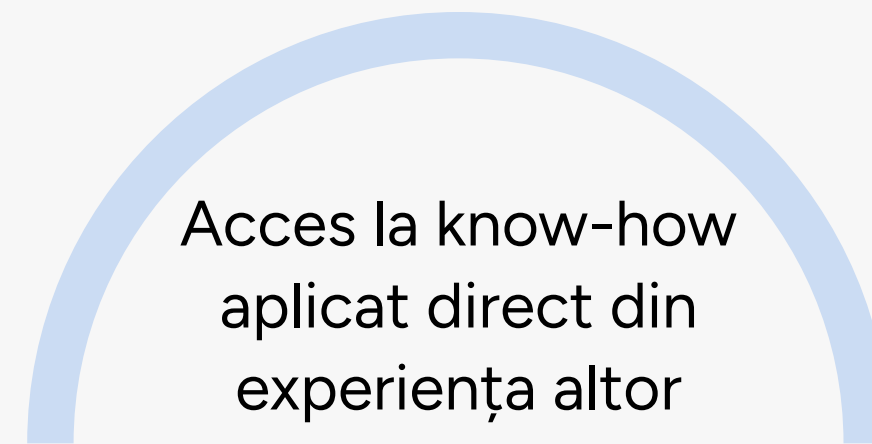 Acces la know-how
aplicat direct din
experiența altor